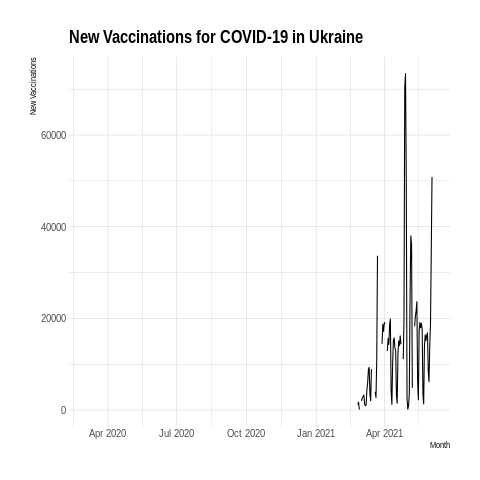 New Vaccinations for COVID-19 in Ukraine
New Vaccinations
60000
40000
20000
0
Apr 2020 Jul 2020 Oct 2020 Jan 2021 Apr 2021
Month